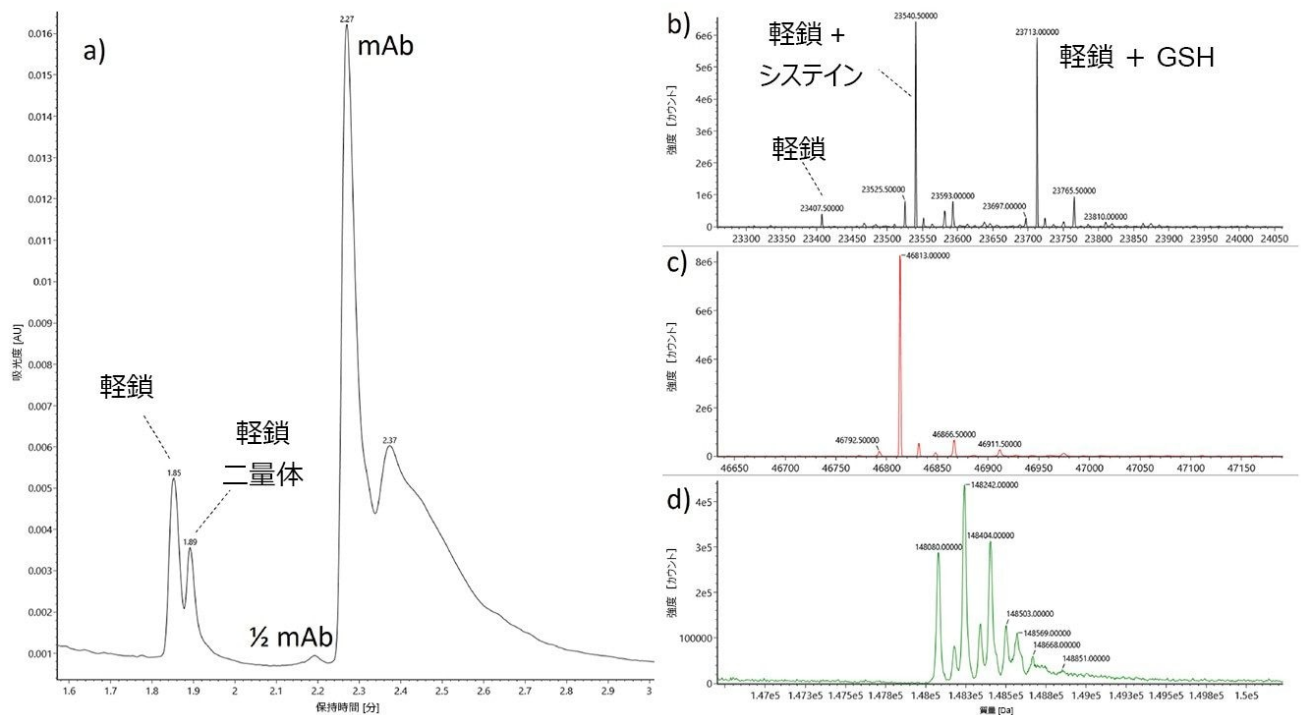 a)
2.27
mAb
0.016
0.015
0.014
0.013
0.012
0.011
0.01
0.009
0.008
0.007
0.006
0.005
0.004
0.003
0.002
0.001
吸光度 [AU]
軽鎖
1.85
軽鎖
二量体
1.89
½ mAb
2.37
1.6
1.7
1.8
1.9
2
2.1
2.2
2.3
2.4
2.5
2.6
2.7
2.8
2.9
3
保持時間 [分]
b)
軽鎖 +
システイン
23540.50000
23713.00000
軽鎖 + GSH
軽鎖
23407.50000
23525.50000
23593.00000
23697.00000
23765.50000
23810.00000
6e6
5e6
4e6
3e6
2e6
1e6
0
強度 [カウント]
23300
23350
23400
23450
23500
23550
23600
23650
23700
23750
23800
23850
23900
23950
24000
24050
c)
46813.00000
46792.50000
46866.50000
46911.50000
8e6
6e6
4e6
2e6
0
強度 [カウント]
46650
46700
46750
46800
46850
46900
46950
47000
47050
47100
47150
d)
148242.00000
148404.00000
148080.00000
148503.00000
148569.00000
148668.00000
148851.00000
4e5
3e5
2e5
100000
0
強度 [カウント]
1.47e5
1.473e5
1.475e5
1.478e5
1.48e5
1.483e5
1.485e5
1.488e5
1.49e5
1.493e5
1.495e5
1.498e5
1.5e5
質量 [Da]